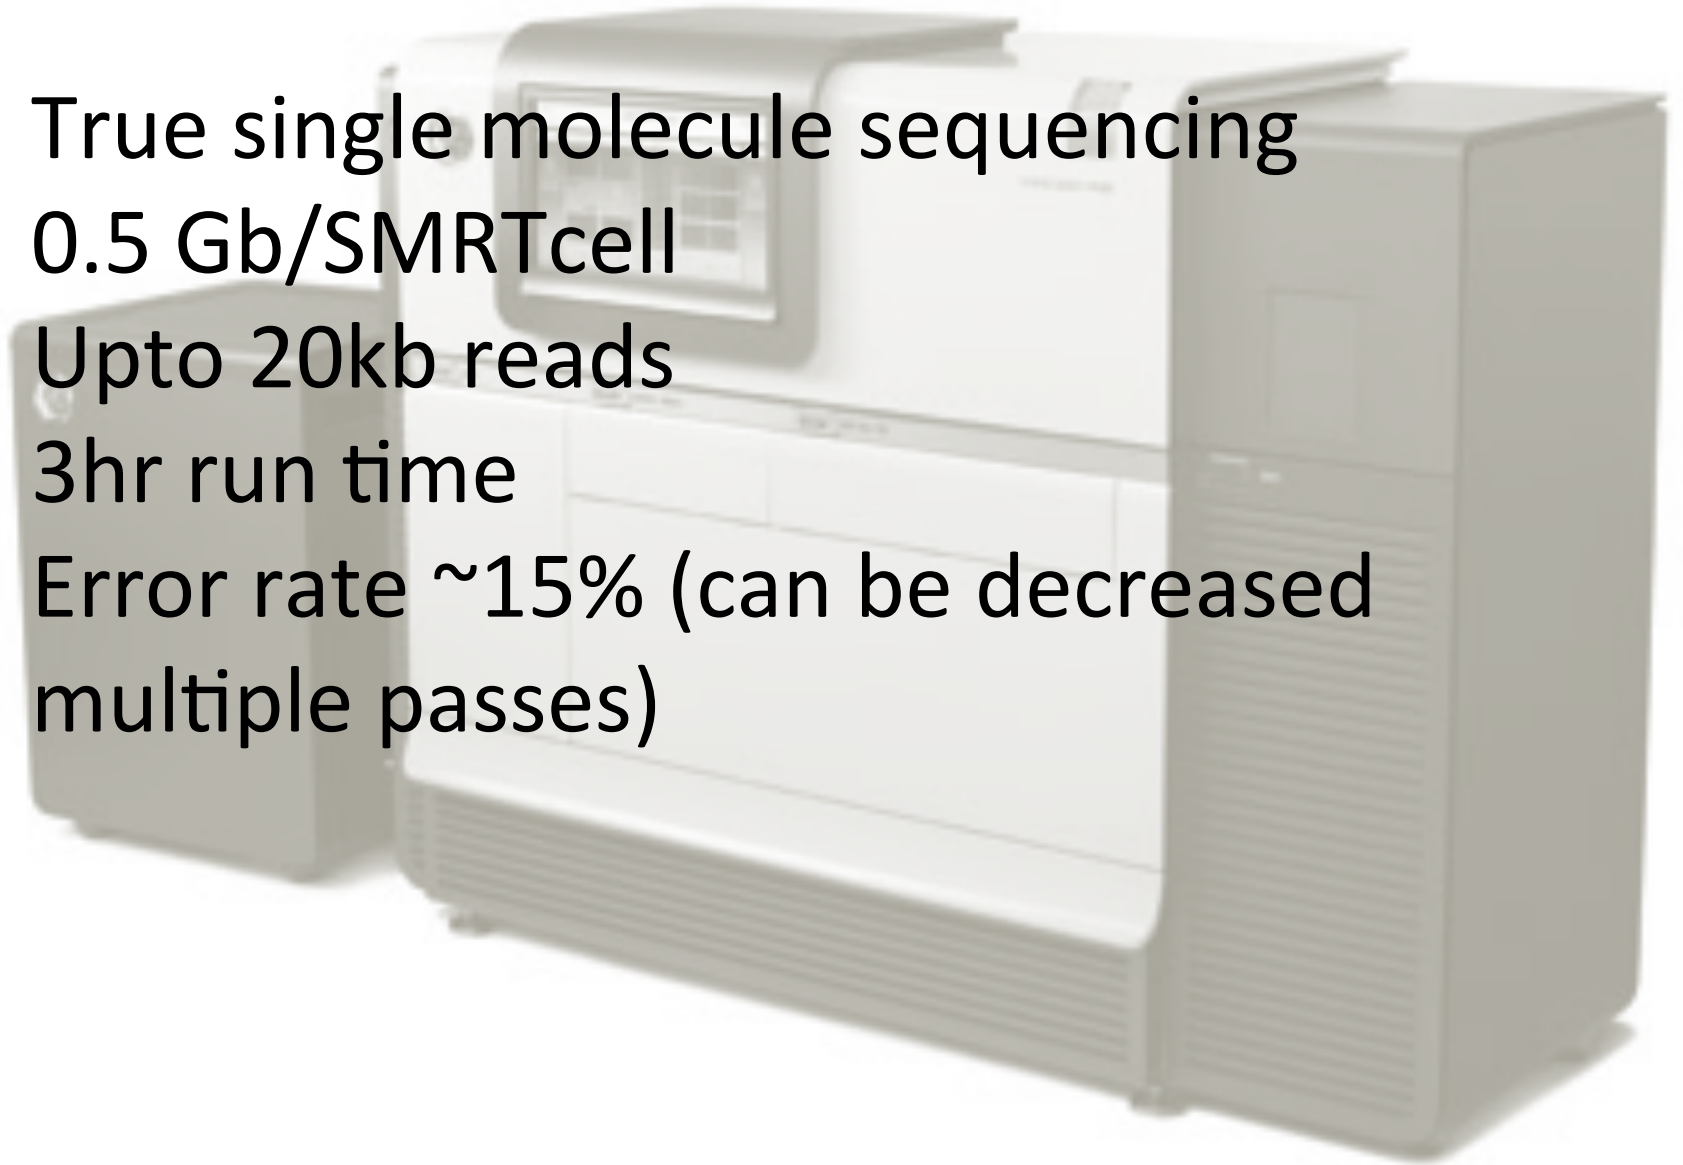 True single molecule sequencing
0.5 Gb/SMRTcell
Upto 20kb reads
3hr run time
Error rate ~15% (can be decreased
multiple passes)